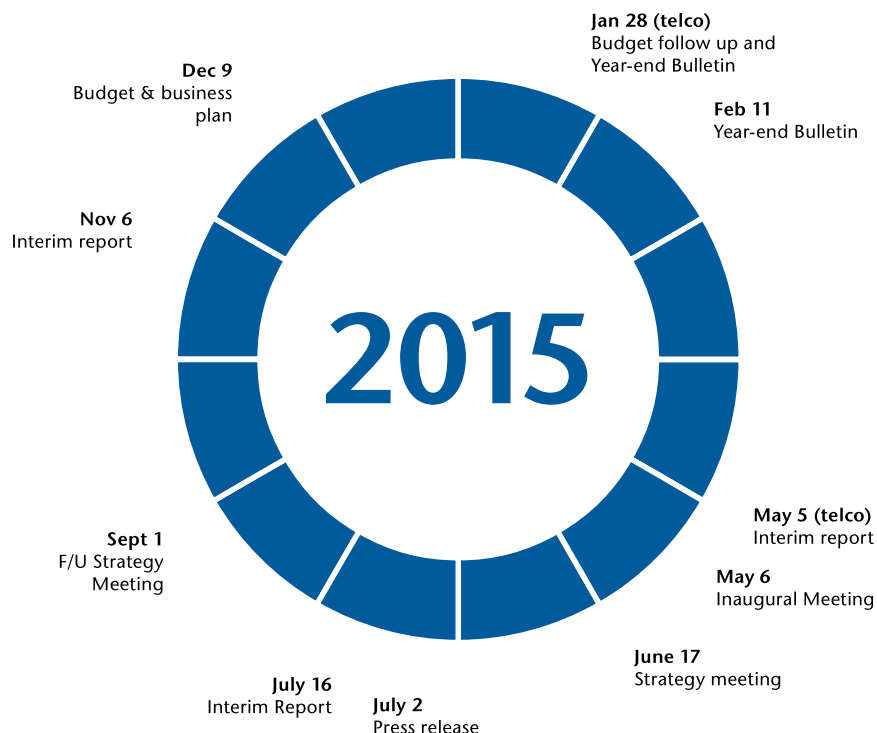 Jan 28 (telco)
Budget follow up and
Year-end Bulletin
Feb 11
Year-end Bulletin
May 5 (telco)
Interim report
May 6
Inaugural Meeting
June 17
Strategy meeting
July 2
Press release
July 16
Interim Report
Sept 1
F/U Strategy
Meeting
Nov 6
Interim report
Dec 9
Budget & business
plan
2015